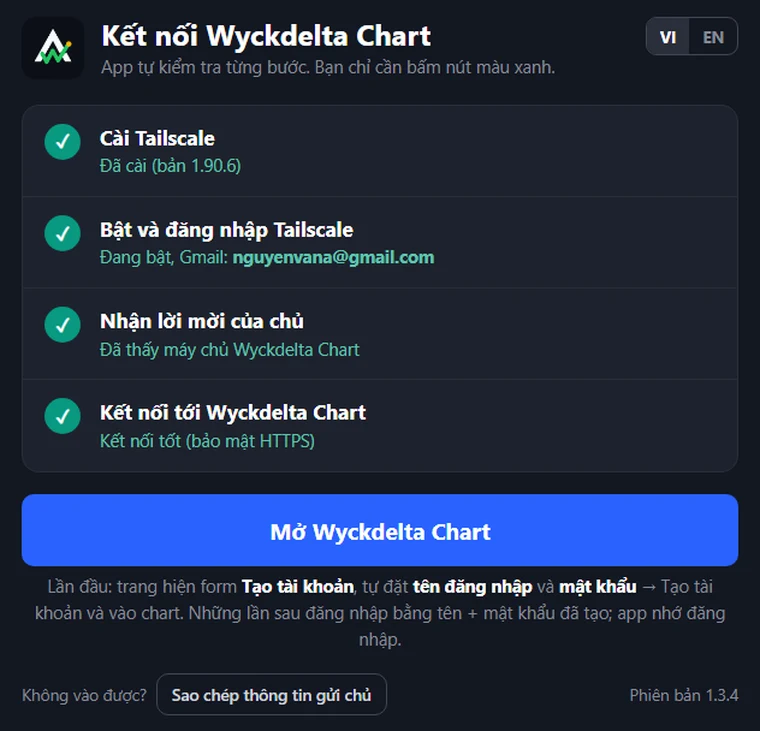 Kết nối Wyckdelta Chart
App tự kiểm tra từng bước. Bạn chỉ cần bấm nút màu xanh.
VI EN
Cài Tailscale
Đã cài (bản 1.90.6)
Bật và đăng nhập Tailscale
Đang bật, Gmail: nguyenvana@gmail.com
Nhận lời mời của chủ
Đã thấy máy chủ Wyckdelta Chart
Kết nối tới Wyckdelta Chart
Kết nối tốt (bảo mật HTTPS)
Mở Wyckdelta Chart
Lần đầu: trang hiện form Tạo tài khoản, tự đặt tên đăng nhập và mật khẩu → Tạo tài
khoản và vào chart. Những lần sau đăng nhập bằng tên + mật khẩu đã tạo; app nhớ đăng
nhập.
Không vào được? Sao chép thông tin gửi chủ
Phiên bản 1.3.4